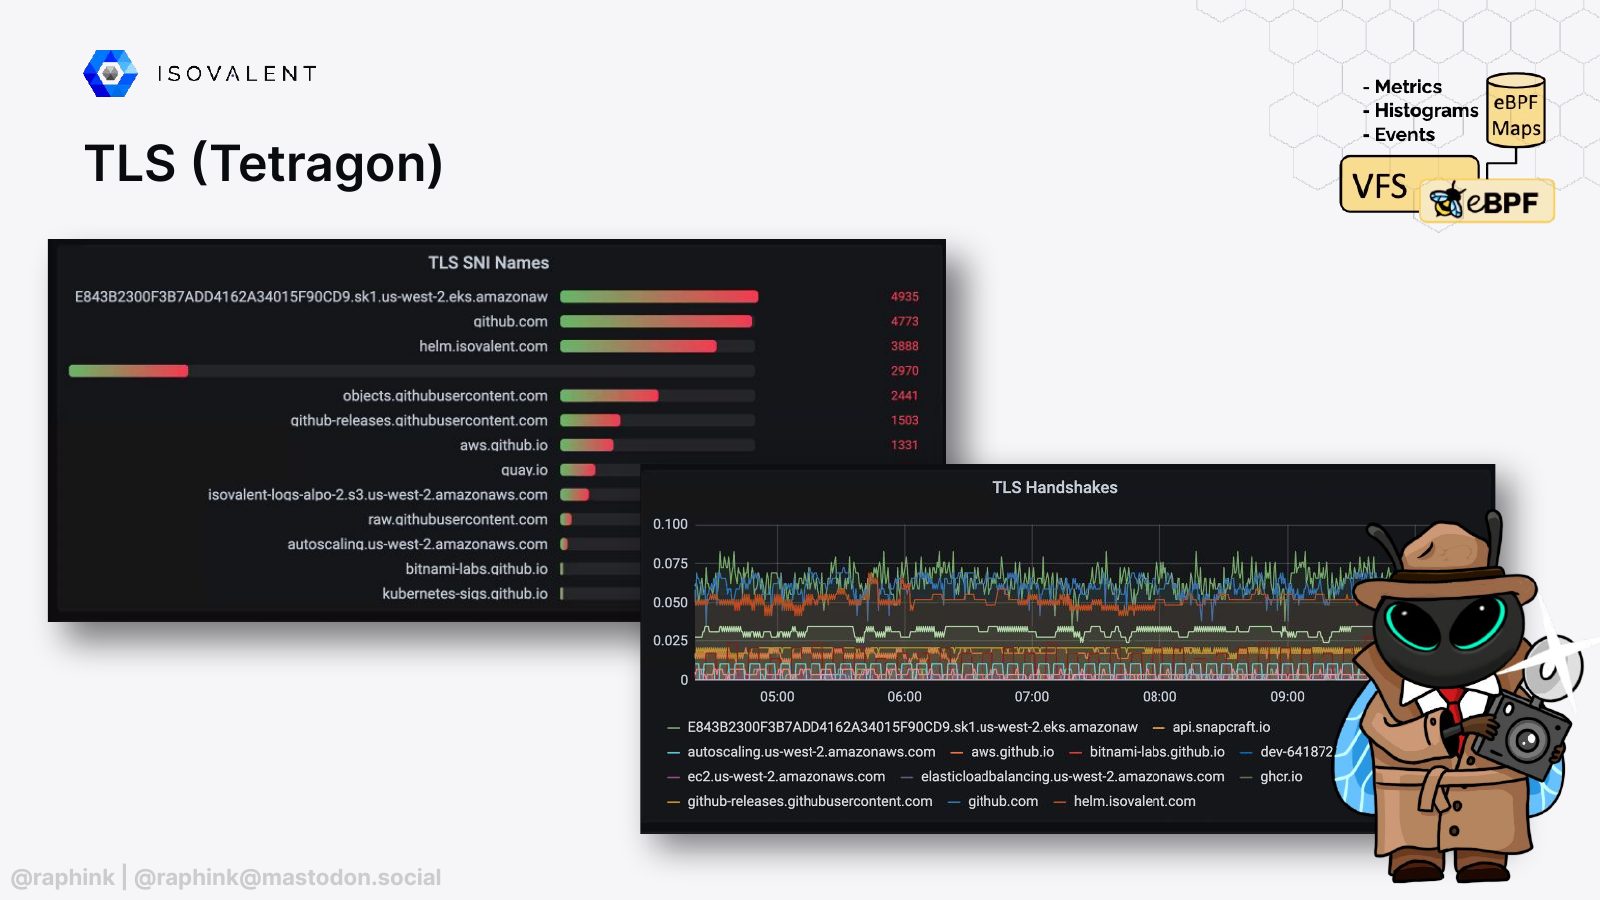 ISOVALENT
TLS (Tetragon)
- Metrics
- Histograms
- Events
eBPF
Maps
VFS
eBPF
TLS SNI Names
E843B2300F3B7ADD4162A34015F90CD9.sk1.us-west-2.eks.amazonaw 4935
github.com 4773
helm.isovalent.com 3888
2970
objects.githubusercontent.com 2441
github-releases.githubusercontent.com 1503
aws.github.io 1331
quay.io
isovalent-logs-alpo-2.s3.us-west-2.amazonaws.com
raw.githubusercontent.com
autoscaling.us-west-2.amazonaws.com
bitnami-labs.github.io
kubernetes-sigs.github.io
TLS Handshakes
0.100
0.075
0.050
0.025
0
05:00 06:00 07:00 08:00 09:00
E843B2300F3B7ADD4162A34015F90CD9.sk1.us-west-2.eks.amazonaw api.snapcraft.io
autoscaling.us-west-2.amazonaws.com aws.github.io bitnami-labs.github.io dev-641872
ec2.us-west-2.amazonaws.com elasticloadbalancing.us-west-2.amazonaws.com ghcr.io
github-releases.githubusercontent.com github.com helm.isovalent.com
@raphink | @raphink@mastodon.social